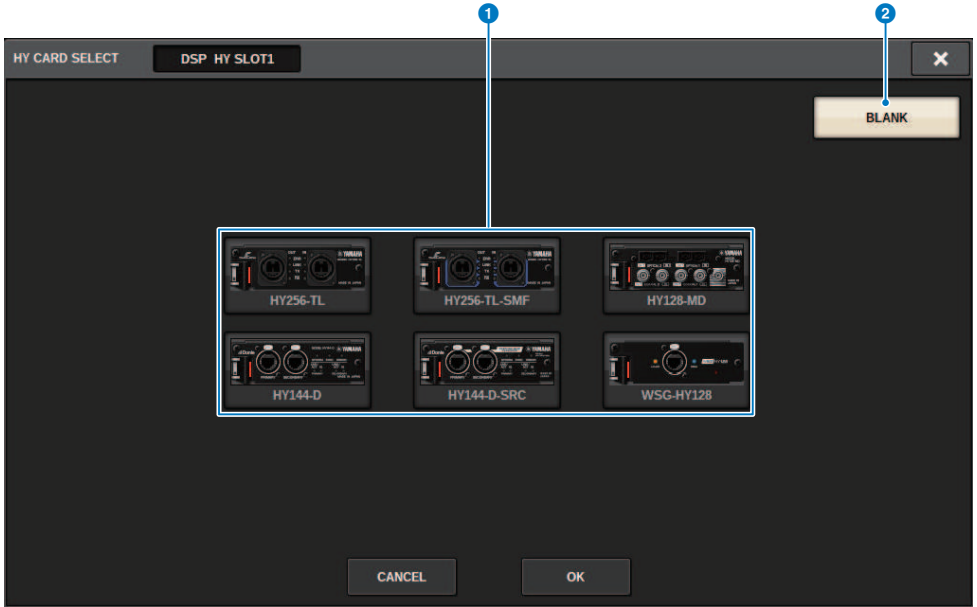 1 2
HY CARD SELECT DSP HY SLOT1
BLANK
HY256-TL HY256-TL-SMF HY128-MD
HY144-D HY144-D-SRC WSG-HY128
CANCEL OK